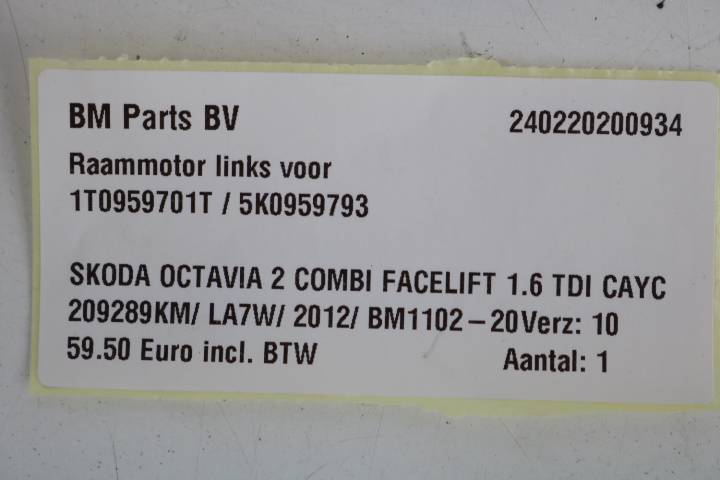 BM Parts BV 240220200934
Raammotor links voor
1T0959701T / 5K0959793
SKODA OCTAVIA 2 COMBI FACELIFT 1.6 TDI CAYC
209289KM/ LA7W/ 2012/ BM1102-20Verz: 10
59.50 Euro incl. BTW Aantal: 1